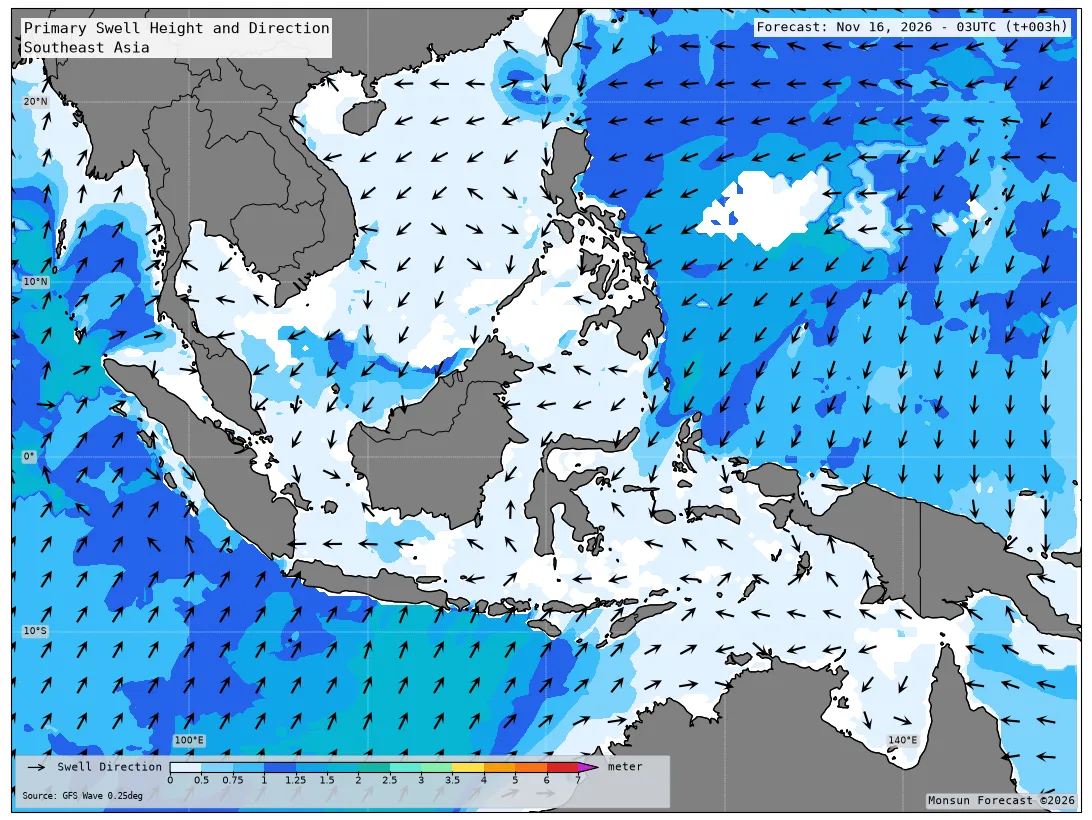 Primary Swell Height and Direction
Southeast Asia
Forecast: Nov 16, 2026 - 03UTC (t+003h)
20°N
10°N
0°
10°S
100°E
140°E
Swell Direction
0 0.5 0.75 1 1.25 1.5 2 2.5 3 3.5 4 5 6 7
meter
Source: GFS Wave 0.25deg
Monsun Forecast ©2026